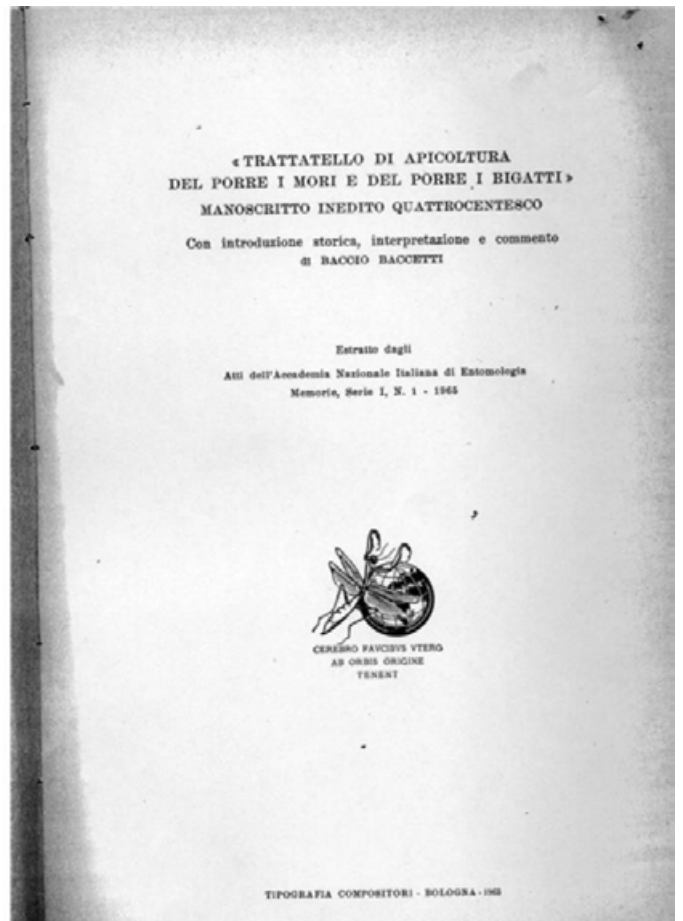 « TRATTATELLO DI APICOLTURA
DEL PORRE I MORI E DEL PORRE I BIGATTI »
MANOSCRITTO INEDITO QUATTROCENTESCO
Con introduzione storica, interpretazione e commento
di BACCIO BACCETTI
Estratto dagli
Atti dell'Accademia Nazionale Italiana di Entomologia
Memorie, Serie I, N. 1 - 1965
CEREBRO FAVCIBVS VTERO
AB ORBIS ORIGINE
TENENT
TIPOGRAFIA COMPOSITORI - BOLOGNA - 1965